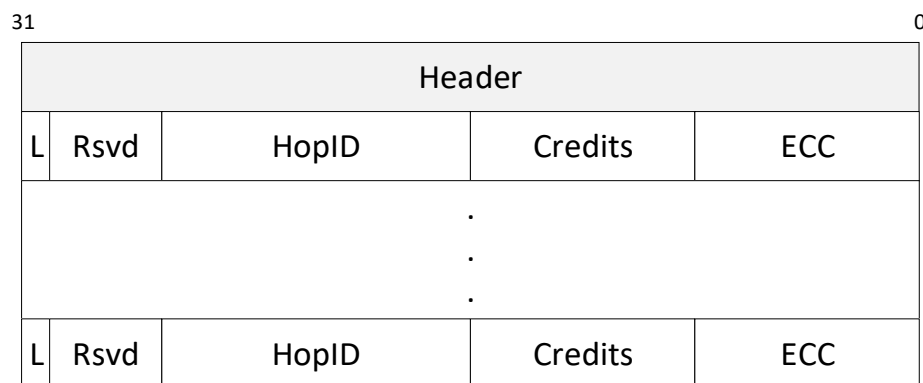 31 0
Header
L Rsvd HopID Credits ECC
.
.
.
L Rsvd HopID Credits ECC